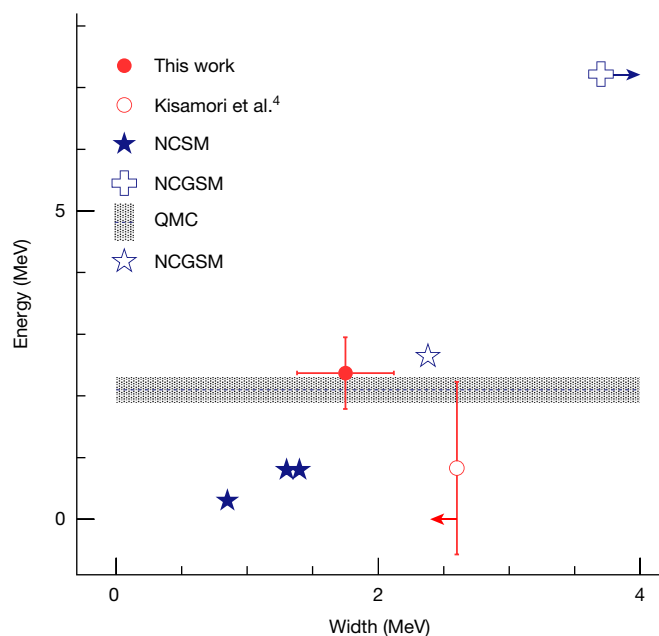 This work
Kisamori et al.⁴
NCSM
NCGSM
QMC
NCGSM
5
0
Energy (MeV)
0
2
4
Width (MeV)